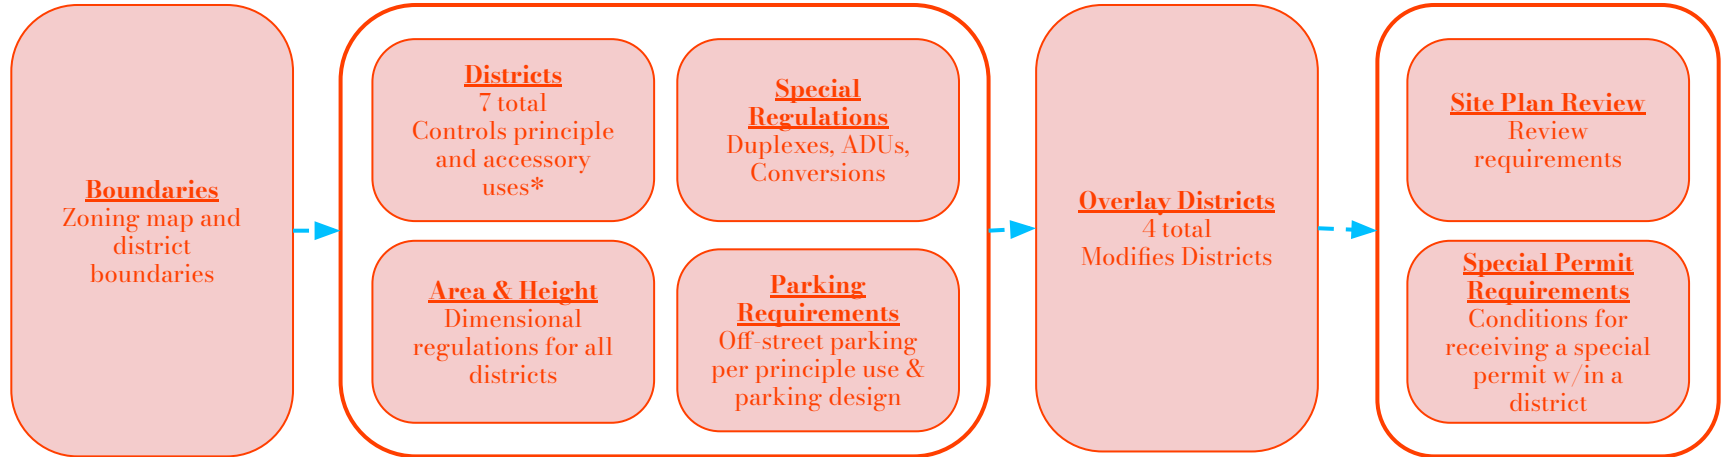 Boundaries
Zoning map and
district
boundaries
Districts
7 total
Controls principle
and accessory
uses*
Special
Regulations
Duplexes, ADUs,
Conversions
Area & Height
Dimensional
regulations for all
districts
Parking
Requirements
Off-street parking
per principle use &
parking design
Overlay Districts
4 total
Modifies Districts
Site Plan Review
Review
requirements
Special Permit
Requirements
Conditions for
receiving a special
permit w/in a
district